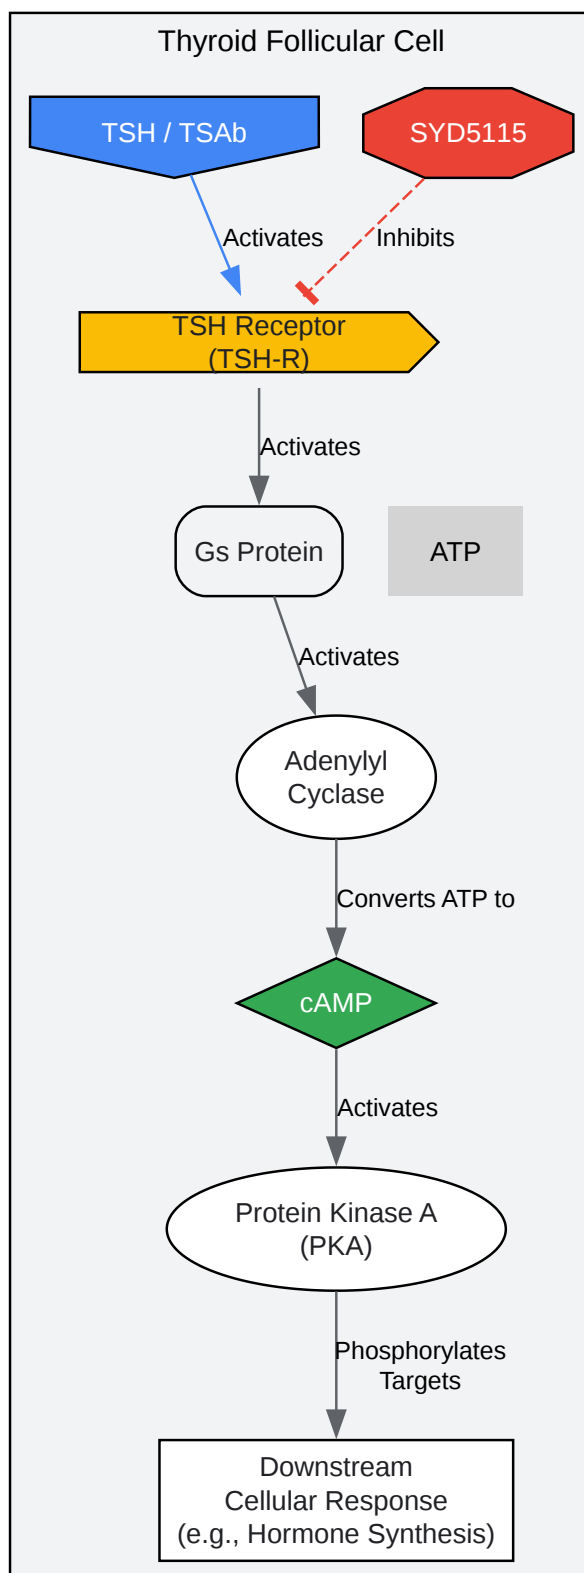 Thyroid Follicular Cell
TSH / TSAb
SYD5115
Activates
Inhibits
TSH Receptor
(TSH-R)
Activates
Gs Protein
ATP
Activates
Adenylyl
Cyclase
Converts ATP to
cAMP
Activates
Protein Kinase A
(PKA)
Phosphorylates
Targets
Downstream
Cellular Response
(e.g., Hormone Synthesis)